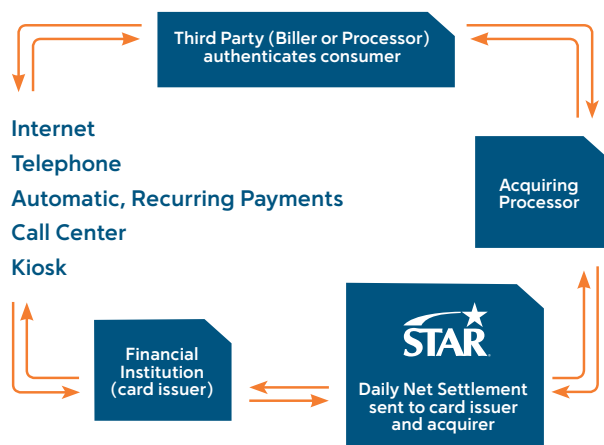 Third Party (Biller or Processor)
authenticates consumer
Internet
Telephone
Automatic, Recurring Payments
Call Center
Kiosk
Acquiring
Processor
Financial
Institution
(card issuer)
STAR
Daily Net Settlement
sent to card issuer
and acquirer